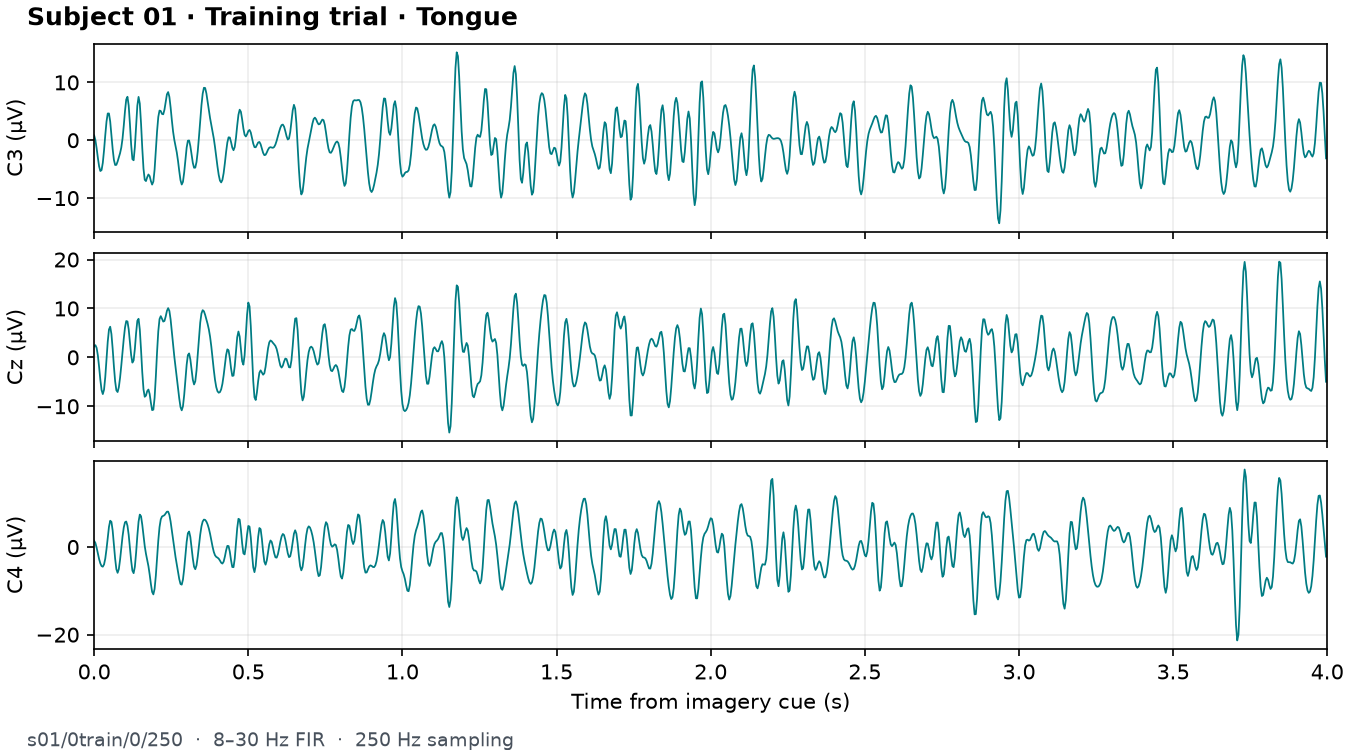 Subject 01 · Training trial · Tongue
C3 (µV)
10
0
−10
Cz (µV)
20
10
0
−10
C4 (µV)
0
−20
0.0 0.5 1.0 1.5 2.0 2.5 3.0 3.5 4.0
Time from imagery cue (s)
s01/0train/0/250 · 8–30 Hz FIR · 250 Hz sampling